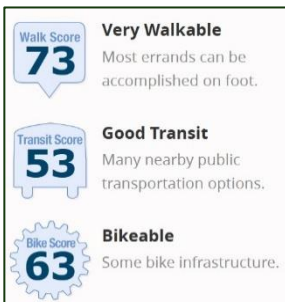 Walk Score
73
Very Walkable
Most errands can be
accomplished on foot.
Transit Score
53
Good Transit
Many nearby public
transportation options.
Bike Score
63
Bikeable
Some bike infrastructure.